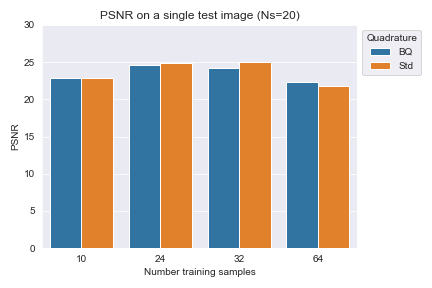 PSNR on a single test image (Ns=20)
Quadrature
BQ
Std
PSNR
30
25
20
15
10
5
0
10 24 32 64
Number training samples